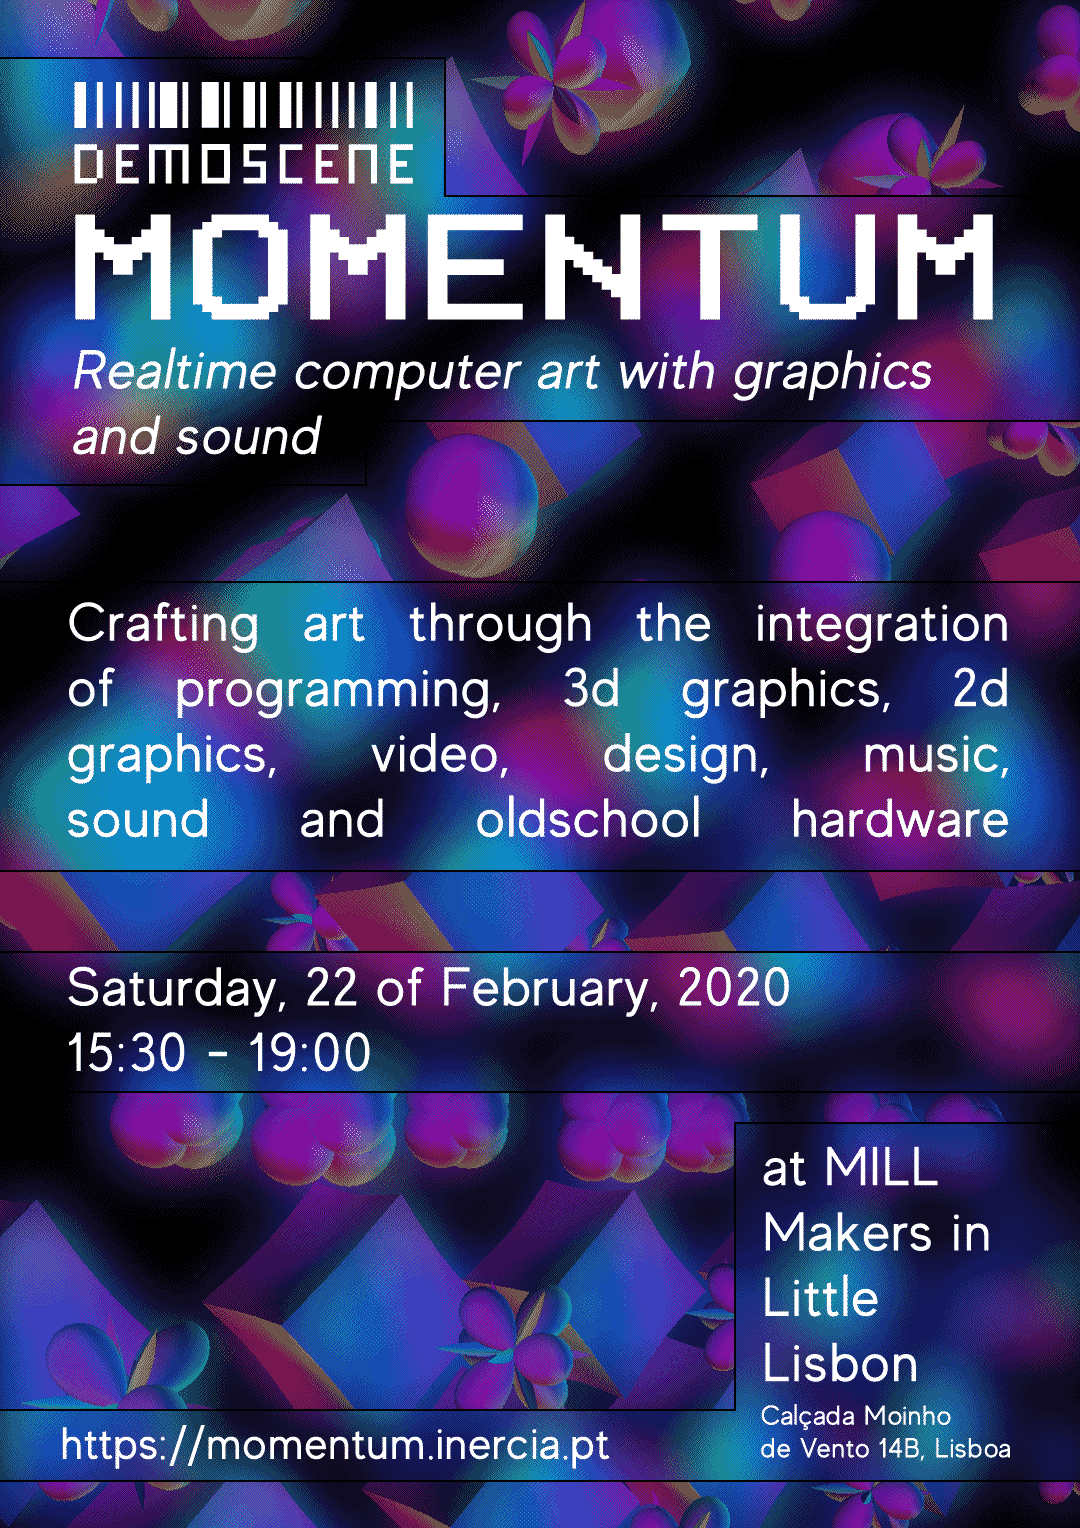 DEMOSCENE
MOMENTUM
Realtime computer art with graphics
and sound
Crafting art through the integration
of programming, 3d graphics, 2d
graphics, video, design, music,
sound and oldschool hardware
Saturday, 22 of February, 2020
15:30 - 19:00
at MILL
Makers in
Little
Lisbon
Calçada Moinho
de Vento 14B, Lisboa
https://momentum.inercia.pt